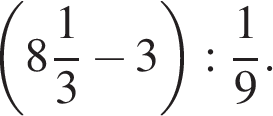 (8 1/3 − 3) : 1/9.